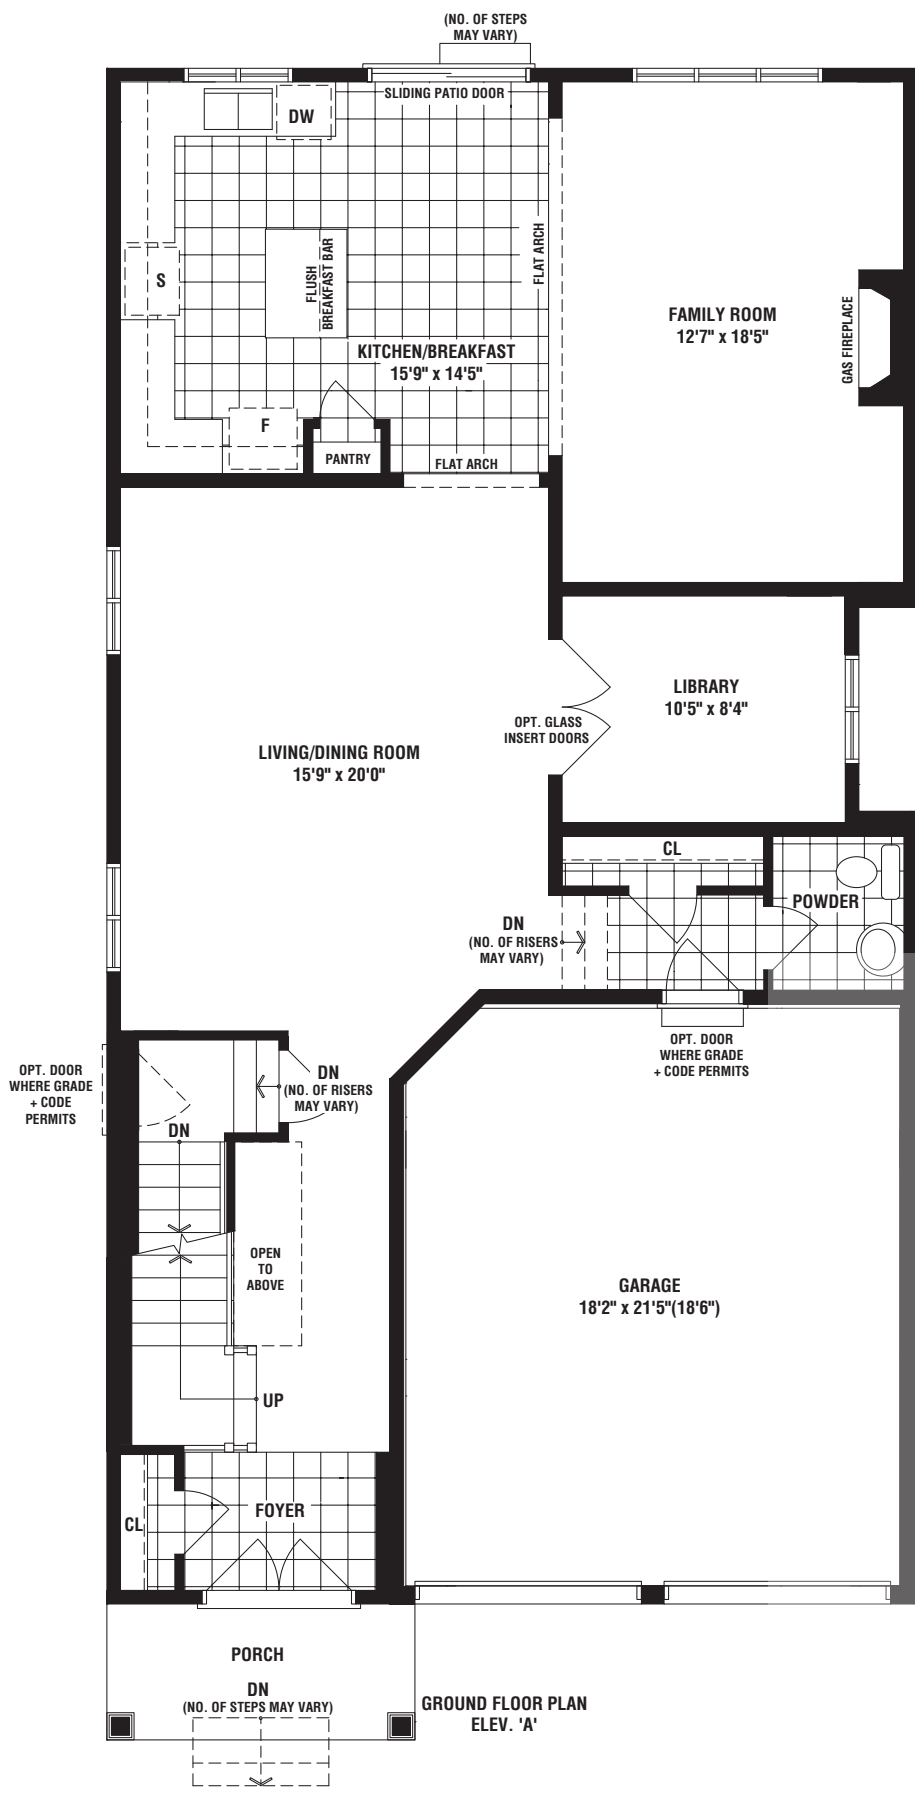 (NO. OF STEPS
MAY VARY)
SLIDING PATIO DOOR
DW
FLAT ARCH
S
FLUSH
BREAKFAST BAR
FAMILY ROOM
12'7" x 18'5"
GAS FIREPLACE
KITCHEN/BREAKFAST
15'9" x 14'5"
F
PANTRY
FLAT ARCH
LIBRARY
10'5" x 8'4"
OPT. GLASS
INSERT DOORS
LIVING/DINING ROOM
15'9" x 20'0"
CL
POWDER
DN
(NO. OF RISERS
MAY VARY)
OPT. DOOR
WHERE GRADE
+ CODE PERMITS
OPT. DOOR
WHERE GRADE
+ CODE
PERMITS
DN
(NO. OF RISERS
MAY VARY)
DN
OPEN
TO
ABOVE
GARAGE
18'2" x 21'5"(18'6")
UP
FOYER
CL
PORCH
DN
(NO. OF STEPS MAY VARY)
GROUND FLOOR PLAN
ELEV. 'A'